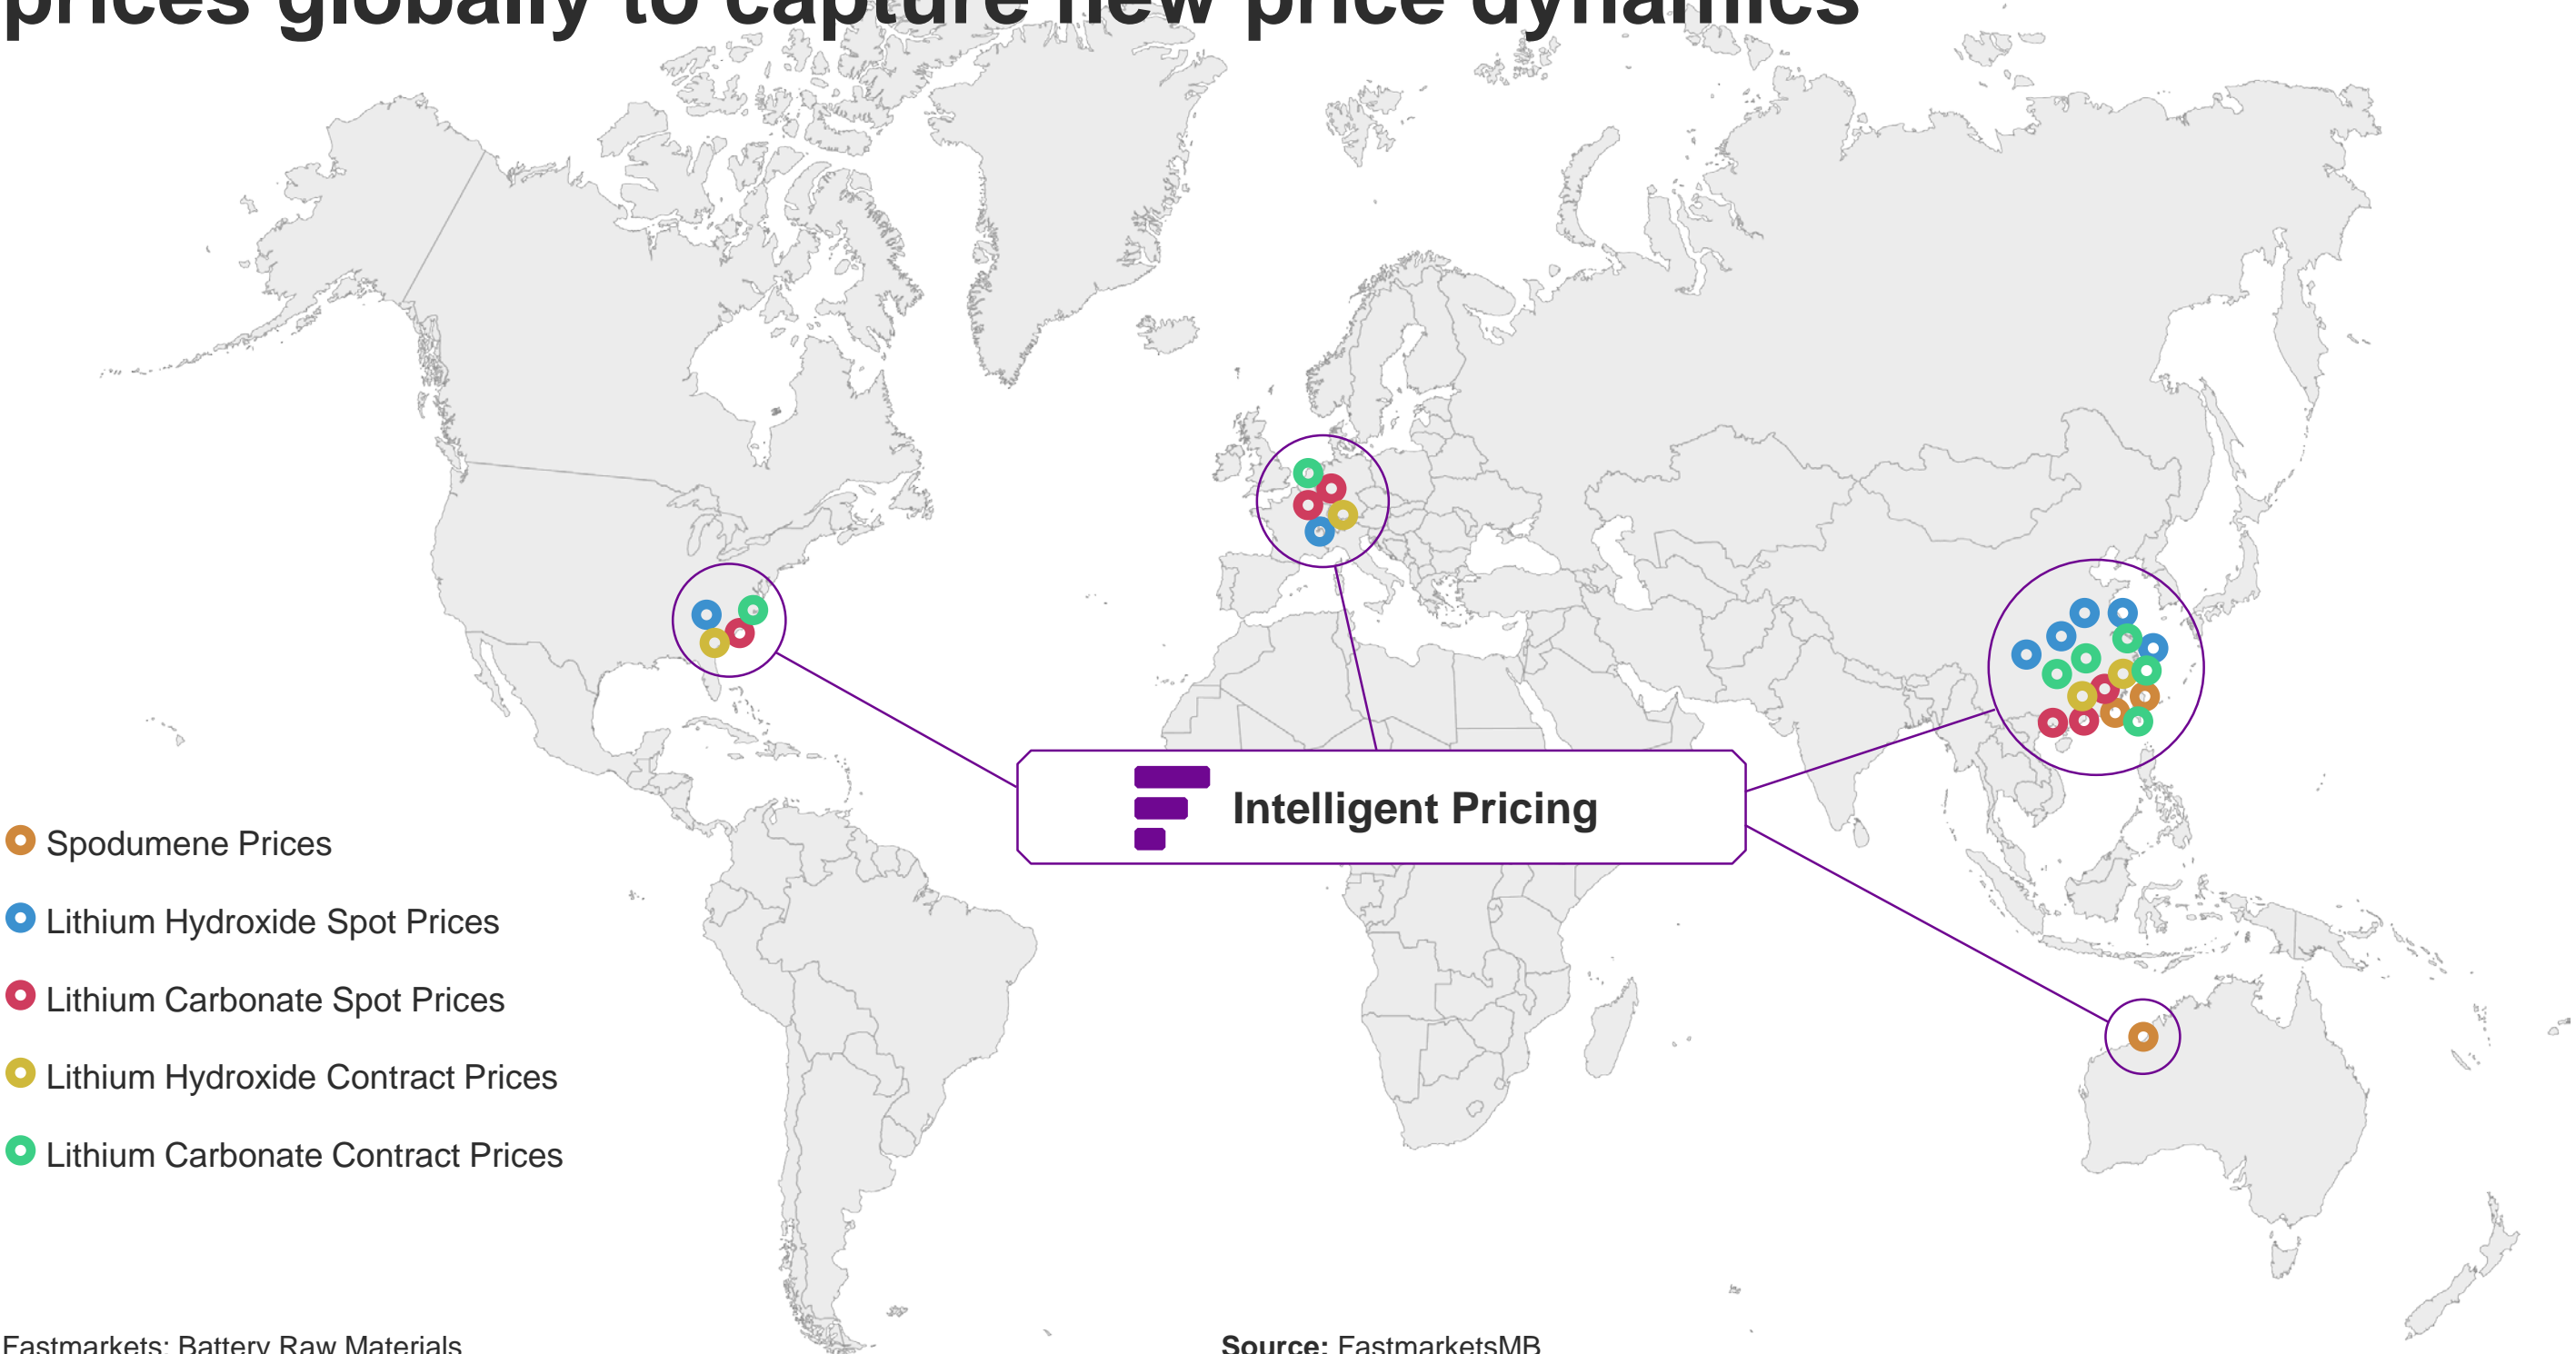 prices globally to capture new price dynamics
Intelligent Pricing
Spodumene Prices
Lithium Hydroxide Spot Prices
Lithium Carbonate Spot Prices
Lithium Hydroxide Contract Prices
Lithium Carbonate Contract Prices
Fastmarkets: Battery Raw Materials
Source: FastmarketsMB